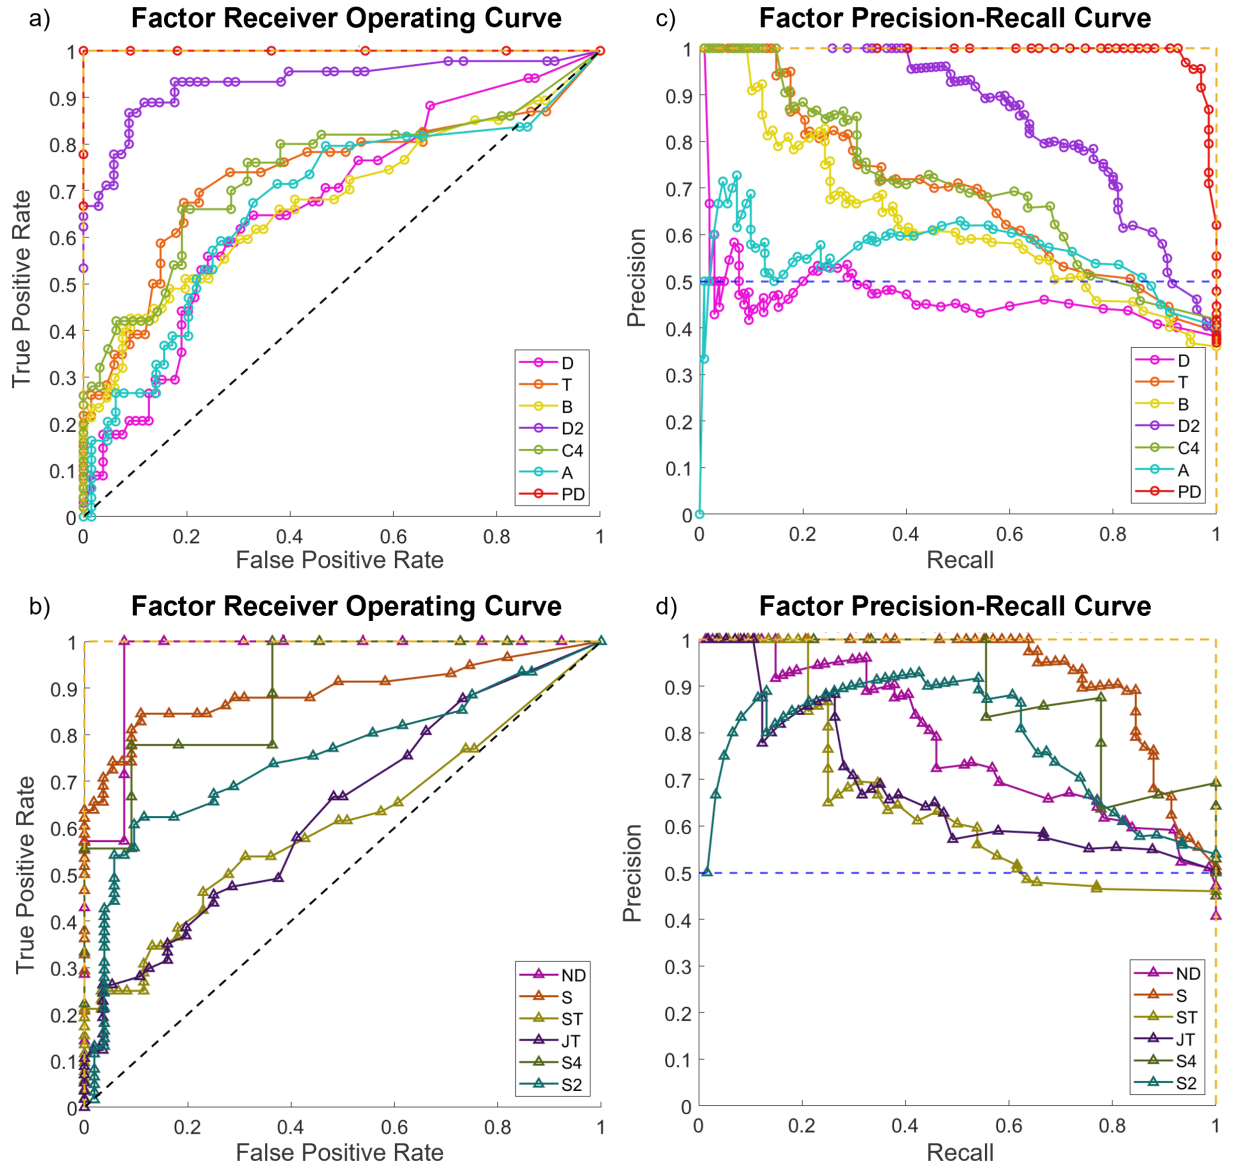 a)
Factor Receiver Operating Curve
1
0.9
0.8
0.7
0.6
0.5
0.4
0.3
0.2
0.1
0
True Positive Rate
0
0.2
0.4
0.6
0.8
1
False Positive Rate
D
T
B
D2
C4
A
PD
c)
Factor Precision-Recall Curve
1
0.9
0.8
0.7
0.6
0.5
0.4
0.3
0.2
0.1
0
Precision
0
0.2
0.4
0.6
0.8
1
Recall
D
T
B
D2
C4
A
PD
b)
Factor Receiver Operating Curve
1
0.9
0.8
0.7
0.6
0.5
0.4
0.3
0.2
0.1
0
True Positive Rate
0
0.2
0.4
0.6
0.8
1
False Positive Rate
ND
S
ST
JT
S4
S2
d)
Factor Precision-Recall Curve
1
0.9
0.8
0.7
0.6
0.5
0.4
0.3
0.2
0.1
0
Precision
0
0.2
0.4
0.6
0.8
1
Recall
ND
S
ST
JT
S4
S2